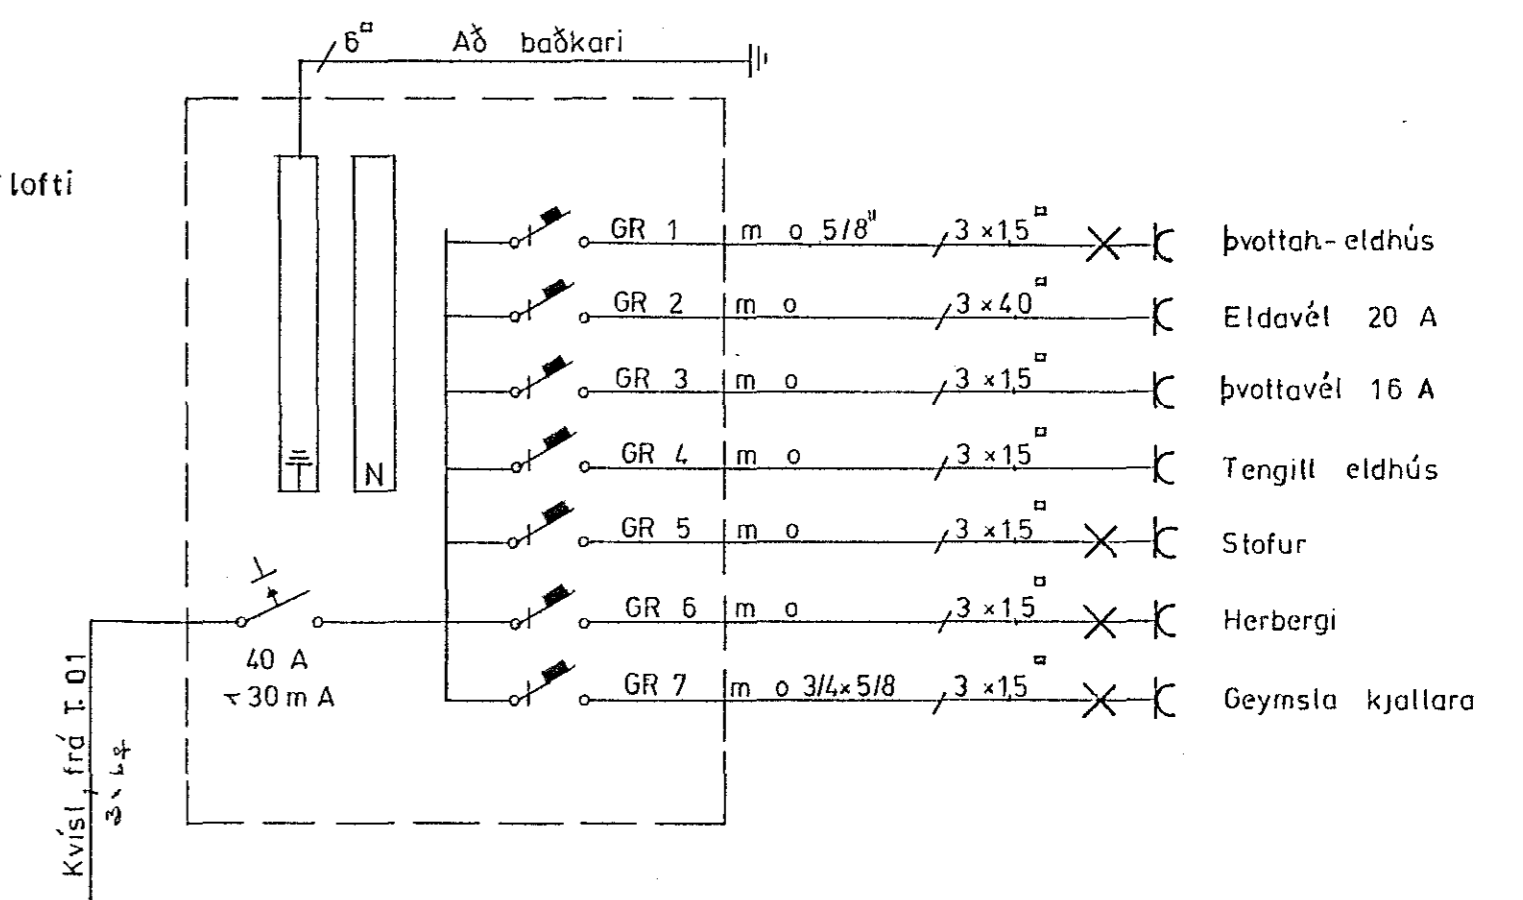 6▫ Að baðkari
lofti
GR 1 m o 5/8" 3 ×1,5▫ þvottah-eldhús
GR 2 m o 3 ×4,0▫ Eldavél 20 A
GR 3 m o 3 ×1,5▫ þvottavél 16 A
GR 4 m o 3 ×1,5▫ Tengill eldhús
N
GR 5 m o 3 ×1,5▫ Stofur
GR 6 m o 3 ×1,5▫ Herbergi
40 A
30 m A
GR 7 m o 3/4×5/8 3 ×1,5▫ Geymsla kjallara
Kvísl, frá T. 01